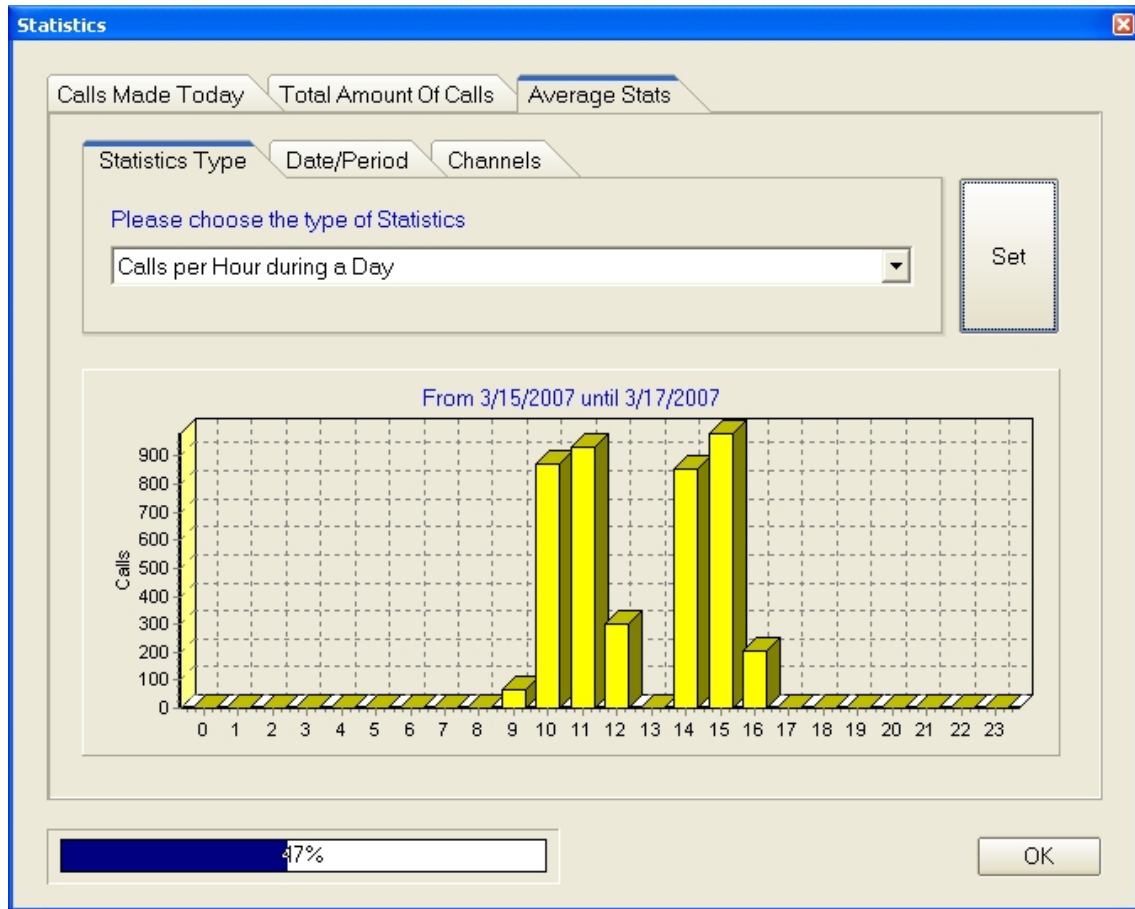 Statistics
Calls Made Today Total Amount Of Calls Average Stats
Statistics Type Date/Period Channels
Please choose the type of Statistics
Calls per Hour during a Day
Set
From 3/15/2007 until 3/17/2007
900
800
700
600
500
400
300
200
100
0
Calls
0 1 2 3 4 5 6 7 8 9 10 11 12 13 14 15 16 17 18 19 20 21 22 23
47%
OK